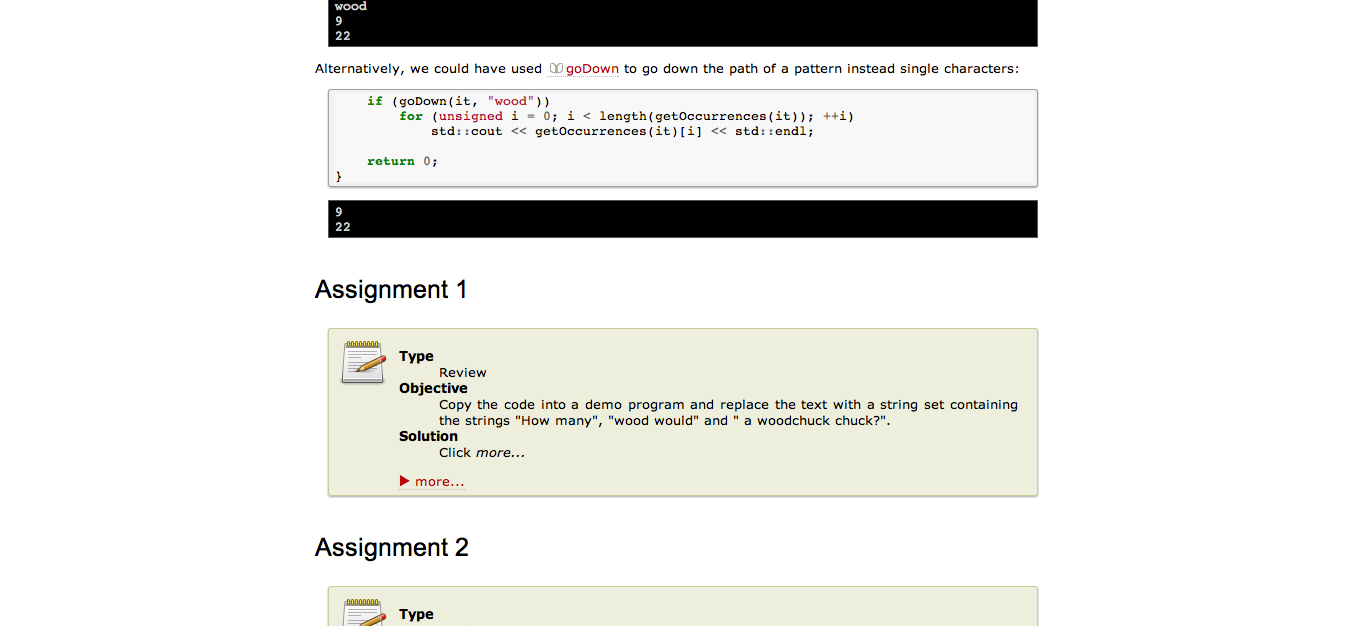 wood
9
22
Alternatively, we could have used goDown to go down the path of a pattern instead single characters:
if (goDown(it, "wood"))
for (unsigned i = 0; i < length(getOccurrences(it)); ++i)
std::cout << getOccurrences(it)[i] << std::endl;
return 0;
}
9
22
Assignment 1
Type
Review
Objective
Copy the code into a demo program and replace the text with a string set containing
the strings "How many", "wood would" and " a woodchuck chuck?".
Solution
Click more...
more...
Assignment 2
Type